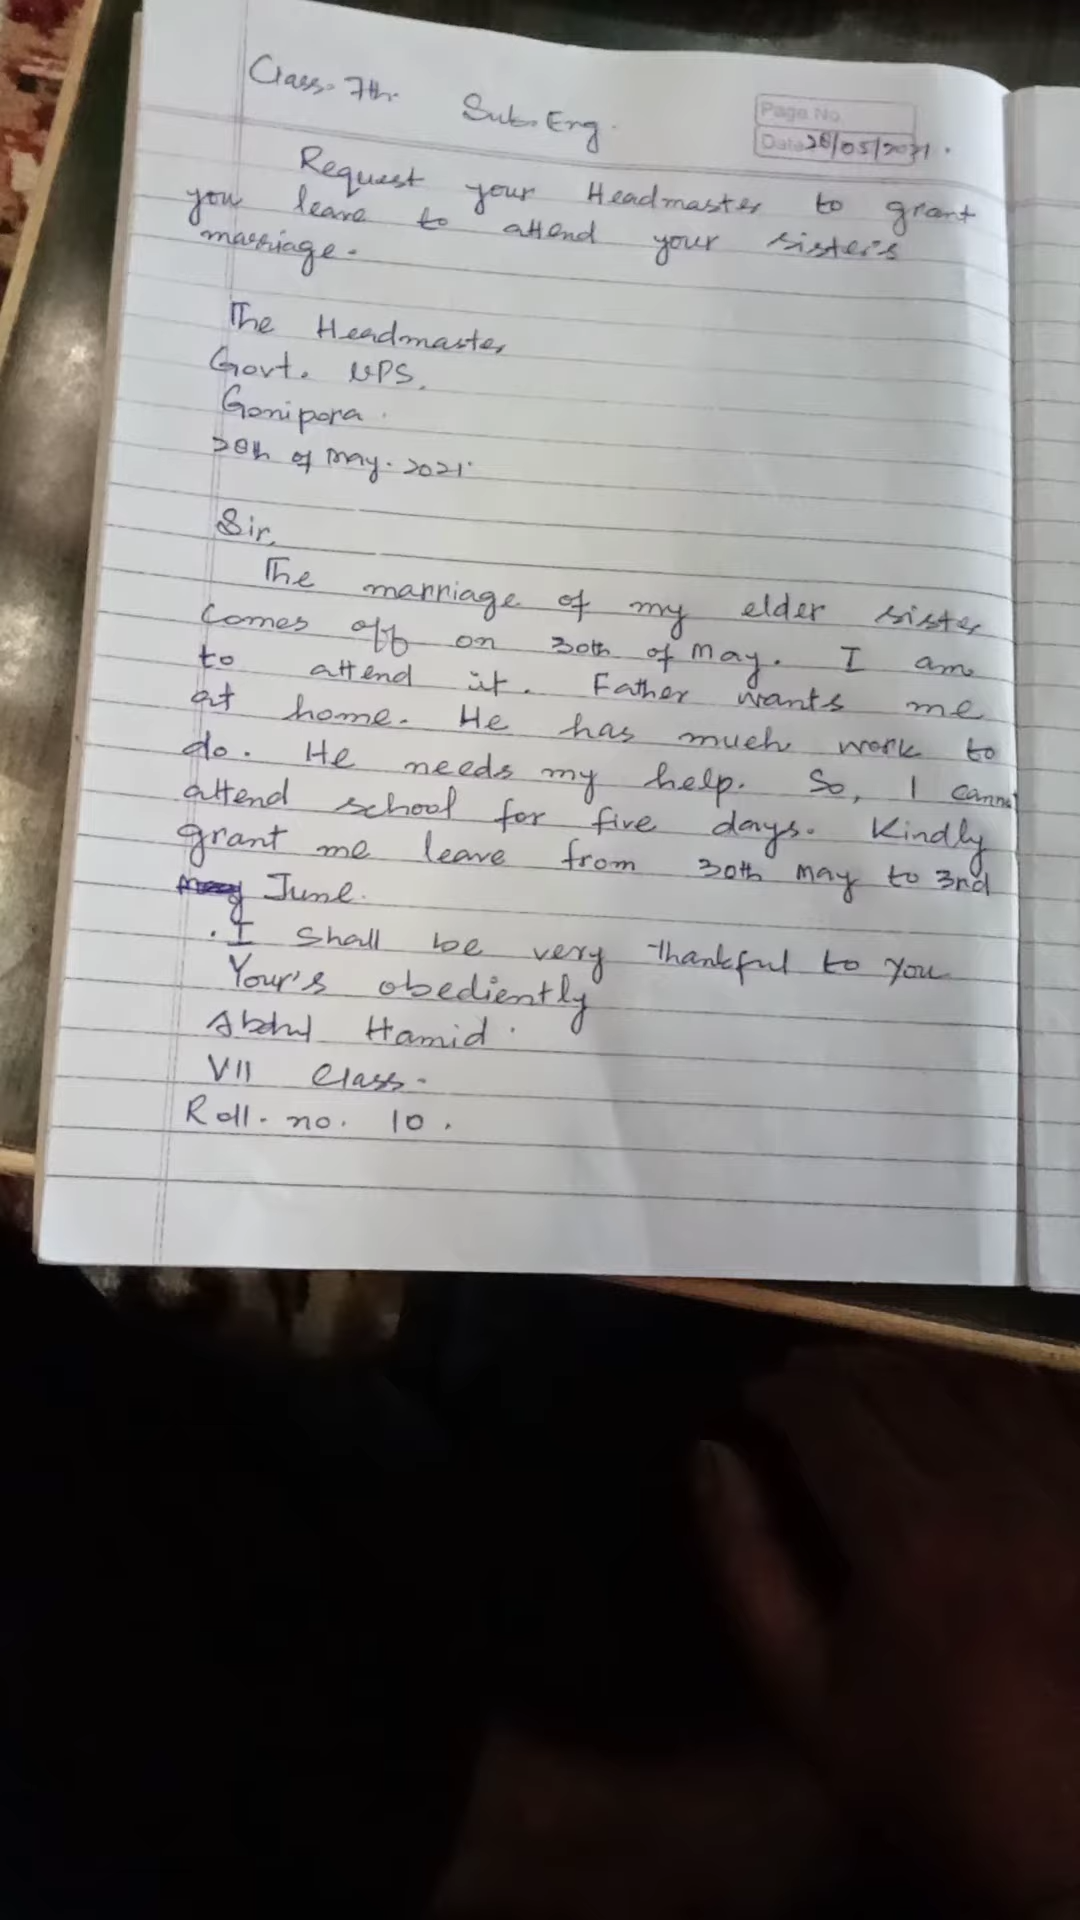 Class- 7th.
Sub- Eng.
Page No.
Date 28/05/2021.
Request your Headmaster to grant
you leave to attend your sister's
marriage.
The Headmaster
Govt. UPS.
Gonipora.
28th of May. 2021.
Sir,
The marriage of my elder sister
comes off on 30th of May. I am
to attend it. Father wants me
at home. He has much work to
do. He needs my help. So, I cannot
attend school for five days. Kindly
grant me leave from 30th May to 3nd
May June.
. I shall be very thankful to you
Your's obediently
Abdul Hamid.
VII Class-
Roll. no. 10.